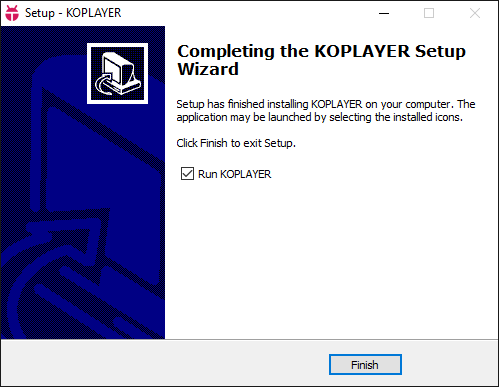 Setup - KOPLAYER
Completing the KOPLAYER Setup
Wizard
Setup has finished installing KOPLAYER on your computer. The
application may be launched by selecting the installed icons.
Click Finish to exit Setup.
Run KOPLAYER
Finish